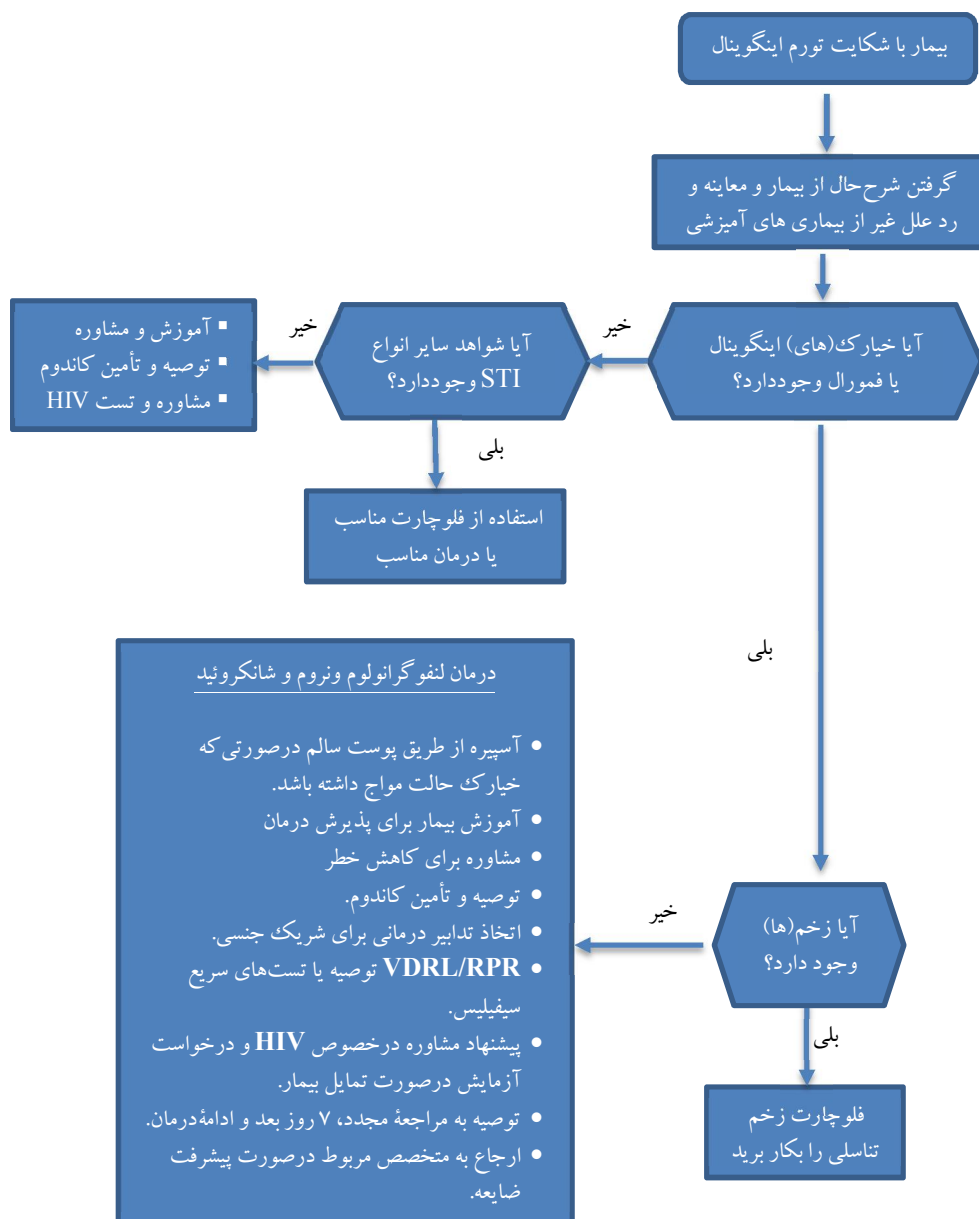 بیمار با شکایت تورم اینگوینال
گرفتن شرح‌حال از بیمار و معاینه و
رد علل غیر از بیماری های آمیزشی
آیا خیارک(های) اینگوینال
یا فمورال وجوددارد؟
خیر
آیا شواهد سایر انواع
STI وجوددارد؟
خیر
▪ آموزش و مشاوره
▪ توصیه و تأمین کاندوم
▪ مشاوره و تست HIV
بلی
استفاده از فلوچارت مناسب
یا درمان مناسب
بلی
آیا زخم(ها)
وجود دارد؟
خیر
درمان لنفوگرانولوم ونروم و شانکروئید
• آسپیره از طریق پوست سالم درصورتی‌که
خیارک حالت مواج داشته باشد.
• آموزش بیمار برای پذیرش درمان
• مشاوره برای کاهش خطر
• توصیه و تأمین کاندوم.
• اتخاذ تدابیر درمانی برای شریک جنسی.
• VDRL/RPR توصیه یا تست‌های سریع
سیفیلیس.
• پیشنهاد مشاوره درخصوص HIV و درخواست
آزمایش درصورت تمایل بیمار.
• توصیه به مراجعهٔ مجدد، ۷ روز بعد و ادامهٔ‌درمان.
• ارجاع به متخصص مربوط درصورت پیشرفت
ضایعه.
بلی
فلوچارت زخم
تناسلی را بکار برید